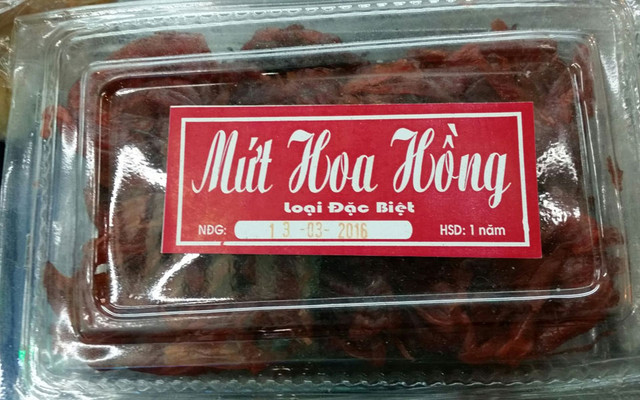 Mứt Hoa Hồng
Loại Đặc Biệt
NĐG: 13-03-2016 HSD: 1 năm